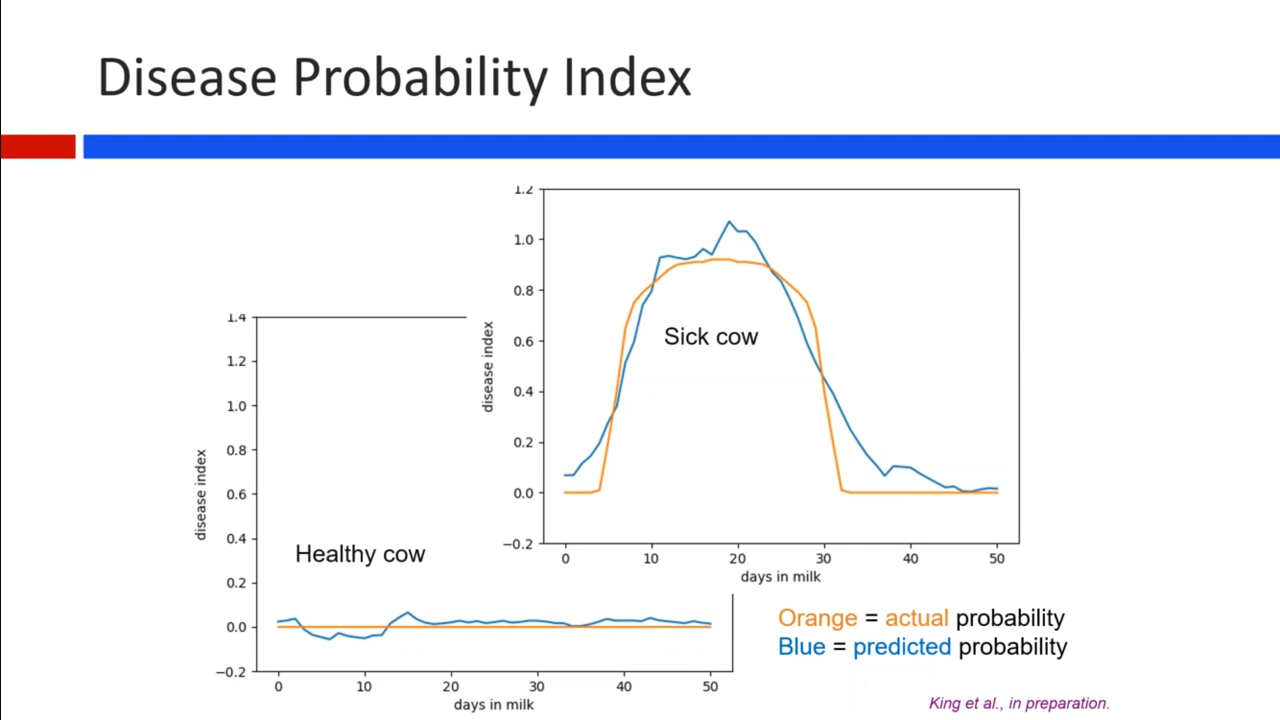 Disease Probability Index
1.2
1.0
0.8
0.6
0.4
0.2
0.0
−0.2
disease index
Sick cow
0 10 20 30 40 50
days in milk
1.4
1.2
1.0
0.8
0.6
0.4
0.2
0.0
−0.2
disease index
Healthy cow
0 10 20 30 40 50
days in milk
Orange = actual probability
Blue = predicted probability
King et al., in preparation.